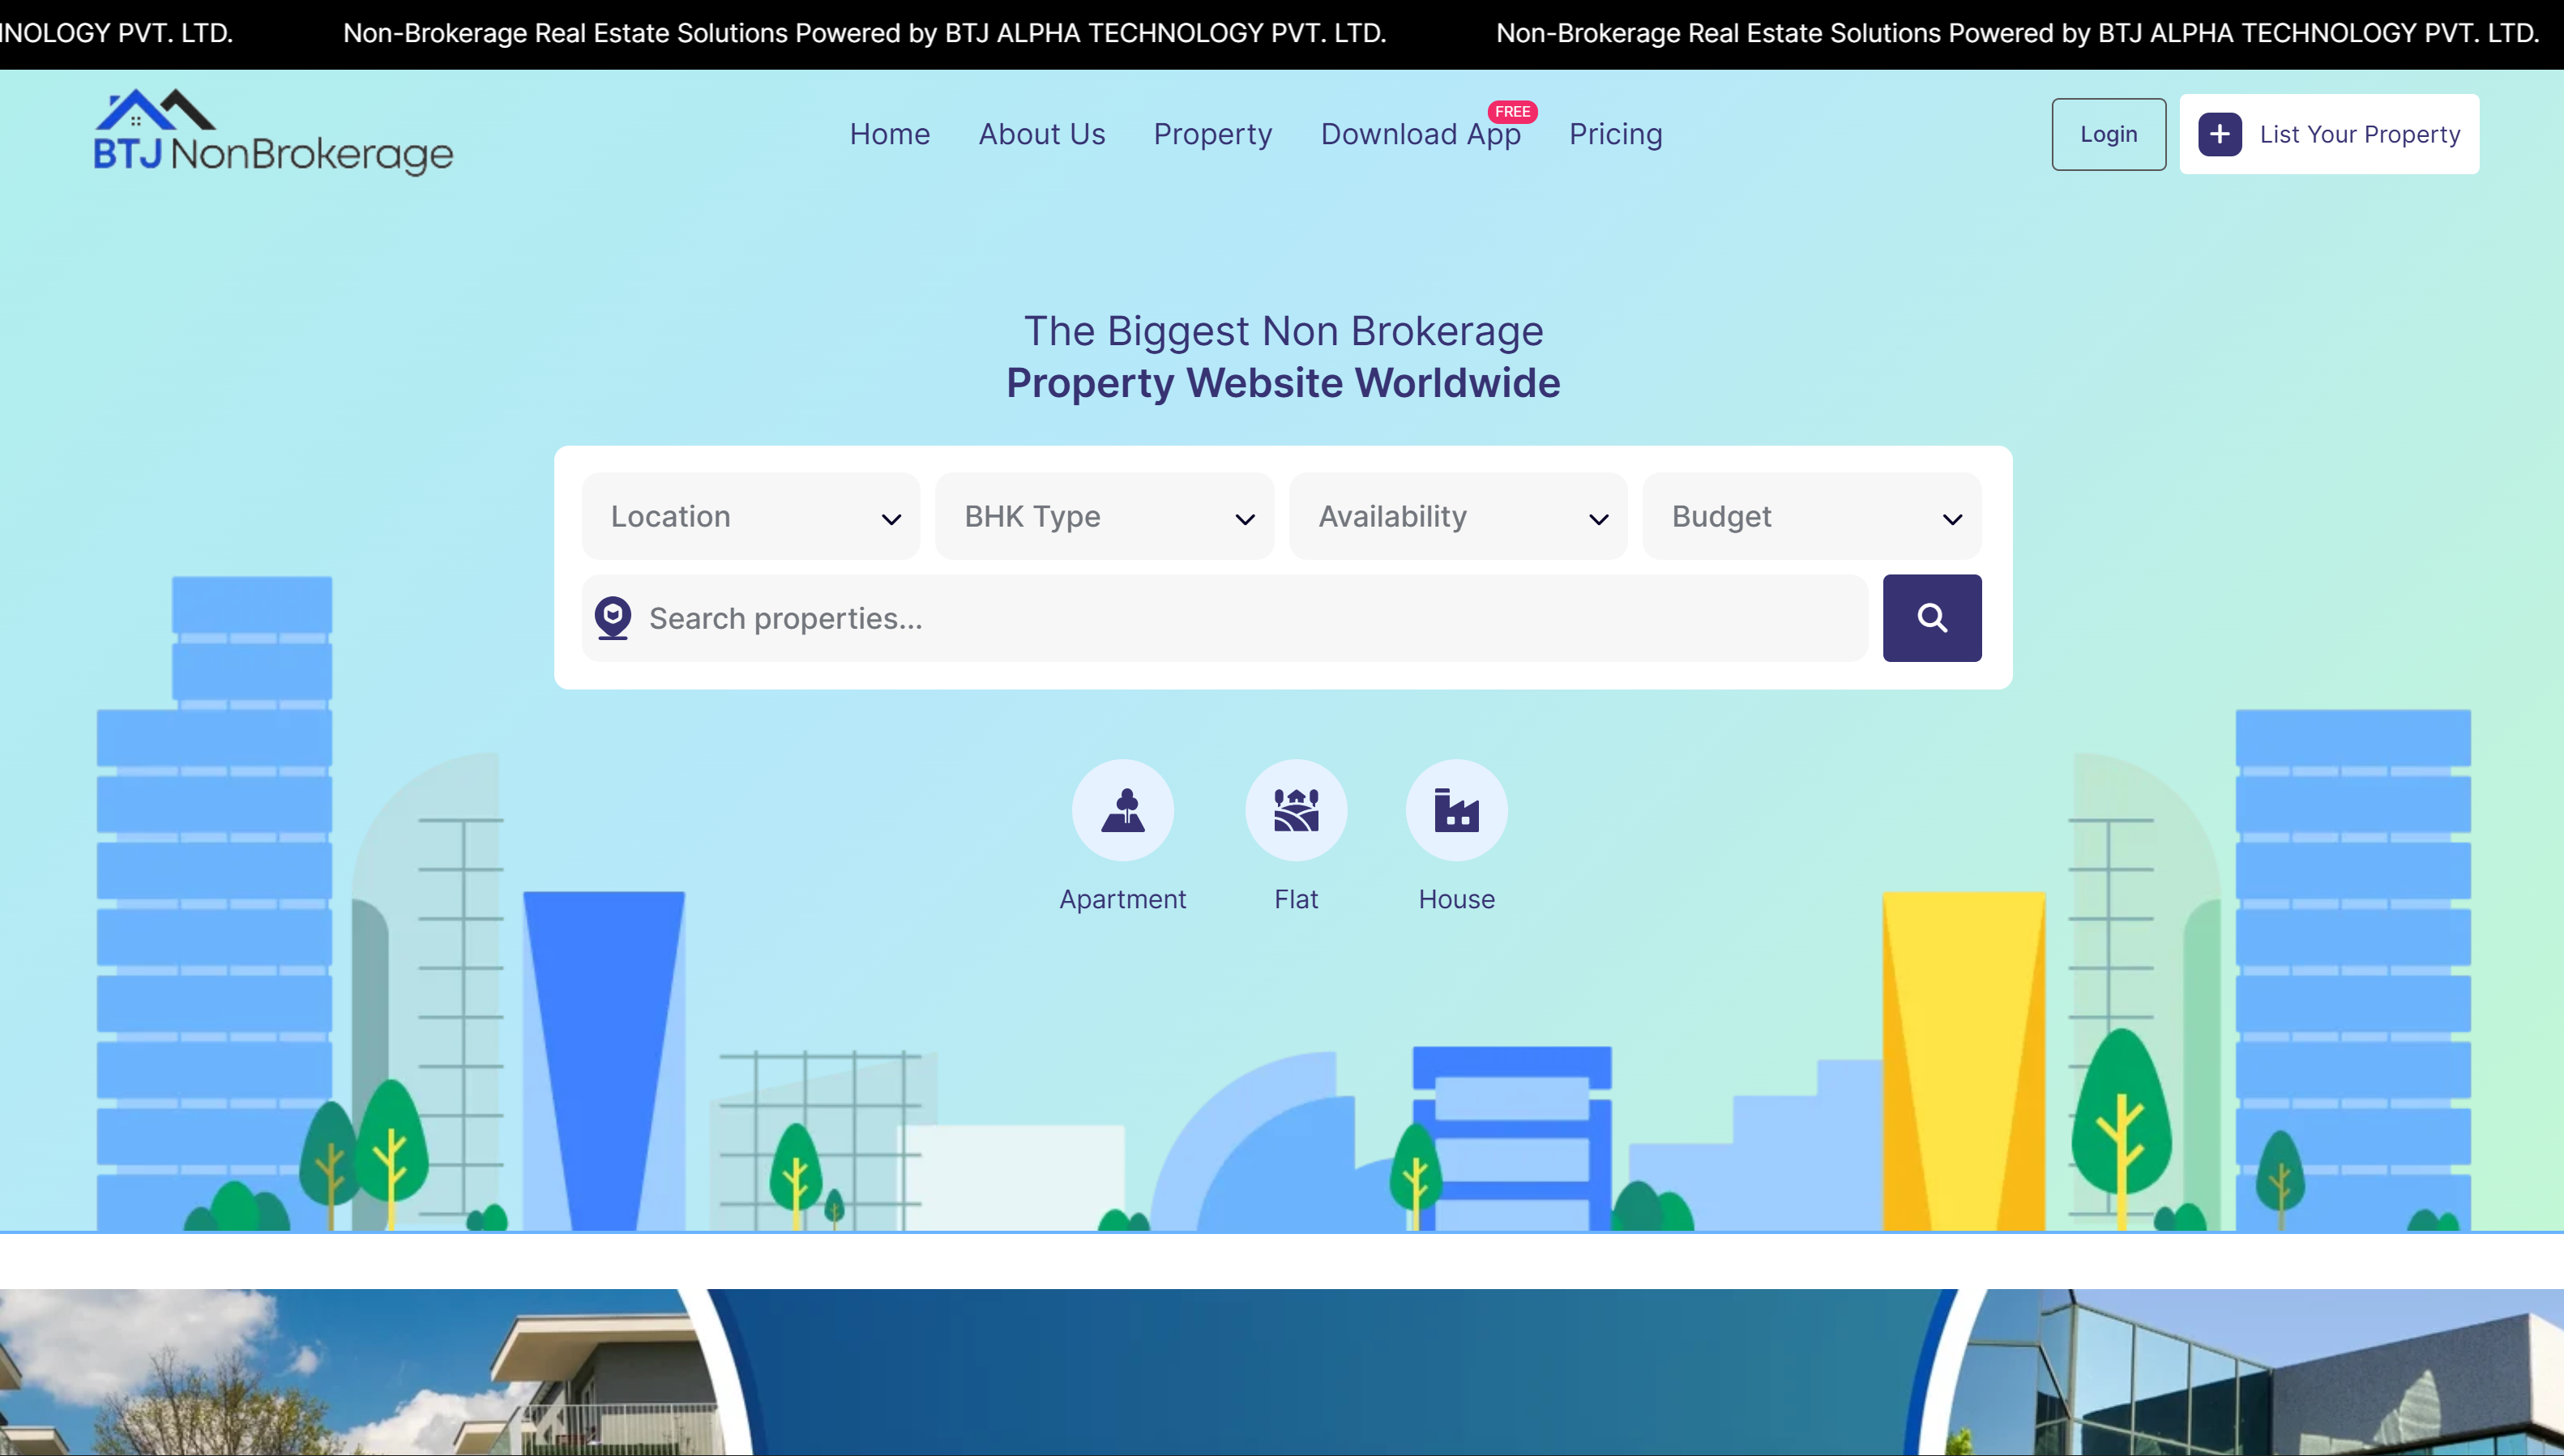 NOLOGY PVT. LTD. Non-Brokerage Real Estate Solutions Powered by BTJ ALPHA TECHNOLOGY PVT. LTD. Non-Brokerage Real Estate Solutions Powered by BTJ ALPHA TECHNOLOGY PVT. LTD.
BTJ NonBrokerage
Home About Us Property Download App FREE Pricing
Login
List Your Property
The Biggest Non Brokerage
Property Website Worldwide
Location BHK Type Availability Budget
Search properties...
Apartment Flat House